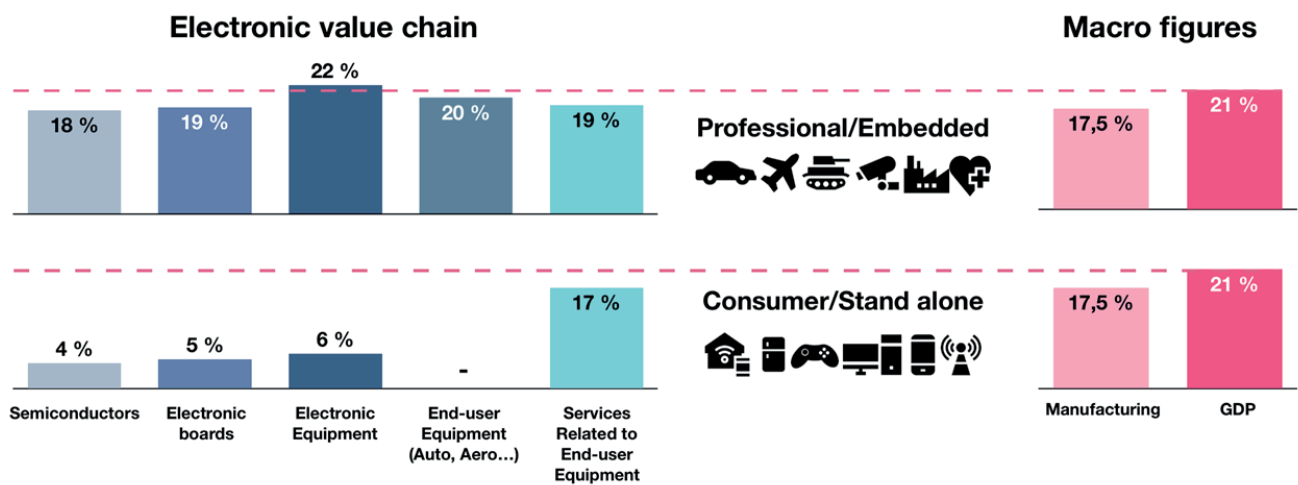 Electronic value chain
Macro figures
18 %
19 %
22 %
20 %
19 %
Professional/Embedded
17,5 %
21 %
4 %
5 %
6 %
-
17 %
Consumer/Stand alone
17,5 %
21 %
Semiconductors
Electronic
boards
Electronic
Equipment
End-user
Equipment
(Auto, Aero...)
Services
Related to
End-user
Equipment
Manufacturing
GDP